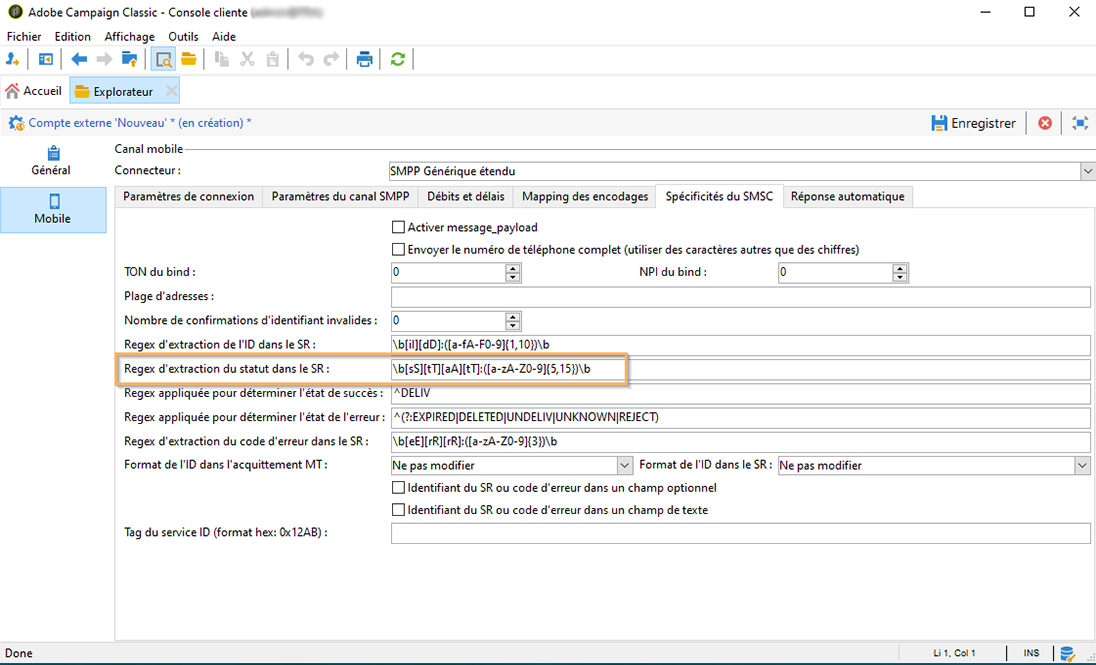 Adobe Campaign Classic - Console cliente
Fichier Edition Affichage Outils Aide
Accueil Explorateur
Compte externe 'Nouveau' * (en création) * Enregistrer
Général
Mobile
Canal mobile
Connecteur : SMPP Générique étendu
Paramètres de connexion Paramètres du canal SMPP Débits et délais Mapping des encodages Spécificités du SMSC Réponse automatique
Activer message_payload
Envoyer le numéro de téléphone complet (utiliser des caractères autres que des chiffres)
TON du bind : 0 NPI du bind : 0
Plage d'adresses :
Nombre de confirmations d'identifiant invalides : 0
Regex d'extraction de l'ID dans le SR : \b[iI][dD]:([a-fA-F0-9]{1,10})\b
Regex d'extraction du statut dans le SR : \b[sS][tT][aA][tT]:([a-zA-Z0-9]{5,15})\b
Regex appliquée pour déterminer l'état de succès : ^DELIV
Regex appliquée pour déterminer l'état de l'erreur : ^(?:EXPIRED|DELETED|UNDELIV|UNKNOWN|REJECT)
Regex d'extraction du code d'erreur dans le SR : \b[eE][rR][rR]:([a-zA-Z0-9]{3})\b
Format de l'ID dans l'acquittement MT : Ne pas modifier Format de l'ID dans le SR : Ne pas modifier
Identifiant du SR ou code d'erreur dans un champ optionnel
Identifiant du SR ou code d'erreur dans un champ de texte
Tag du service ID (format hex: 0x12AB) :
Done Li 1, Col 1 INS